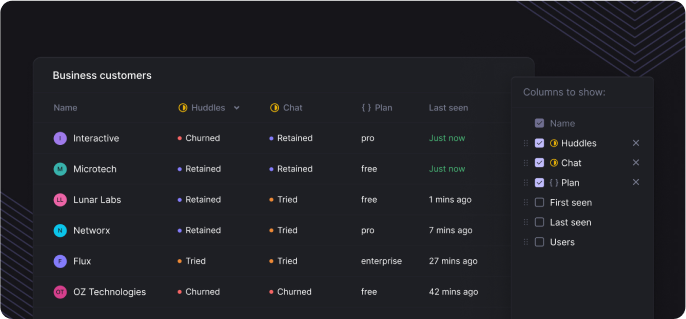 Business customers
Name Huddles Chat { } Plan Last seen
I Interactive Churned Retained pro Just now
M Microtech Retained Retained free Just now
LL Lunar Labs Retained Tried free 1 mins ago
N Networx Retained Tried pro 7 mins ago
F Flux Tried Tried enterprise 27 mins ago
OT OZ Technologies Churned Churned free 42 mins ago
Columns to show:
Name
Huddles
Chat
{ } Plan
First seen
Last seen
Users